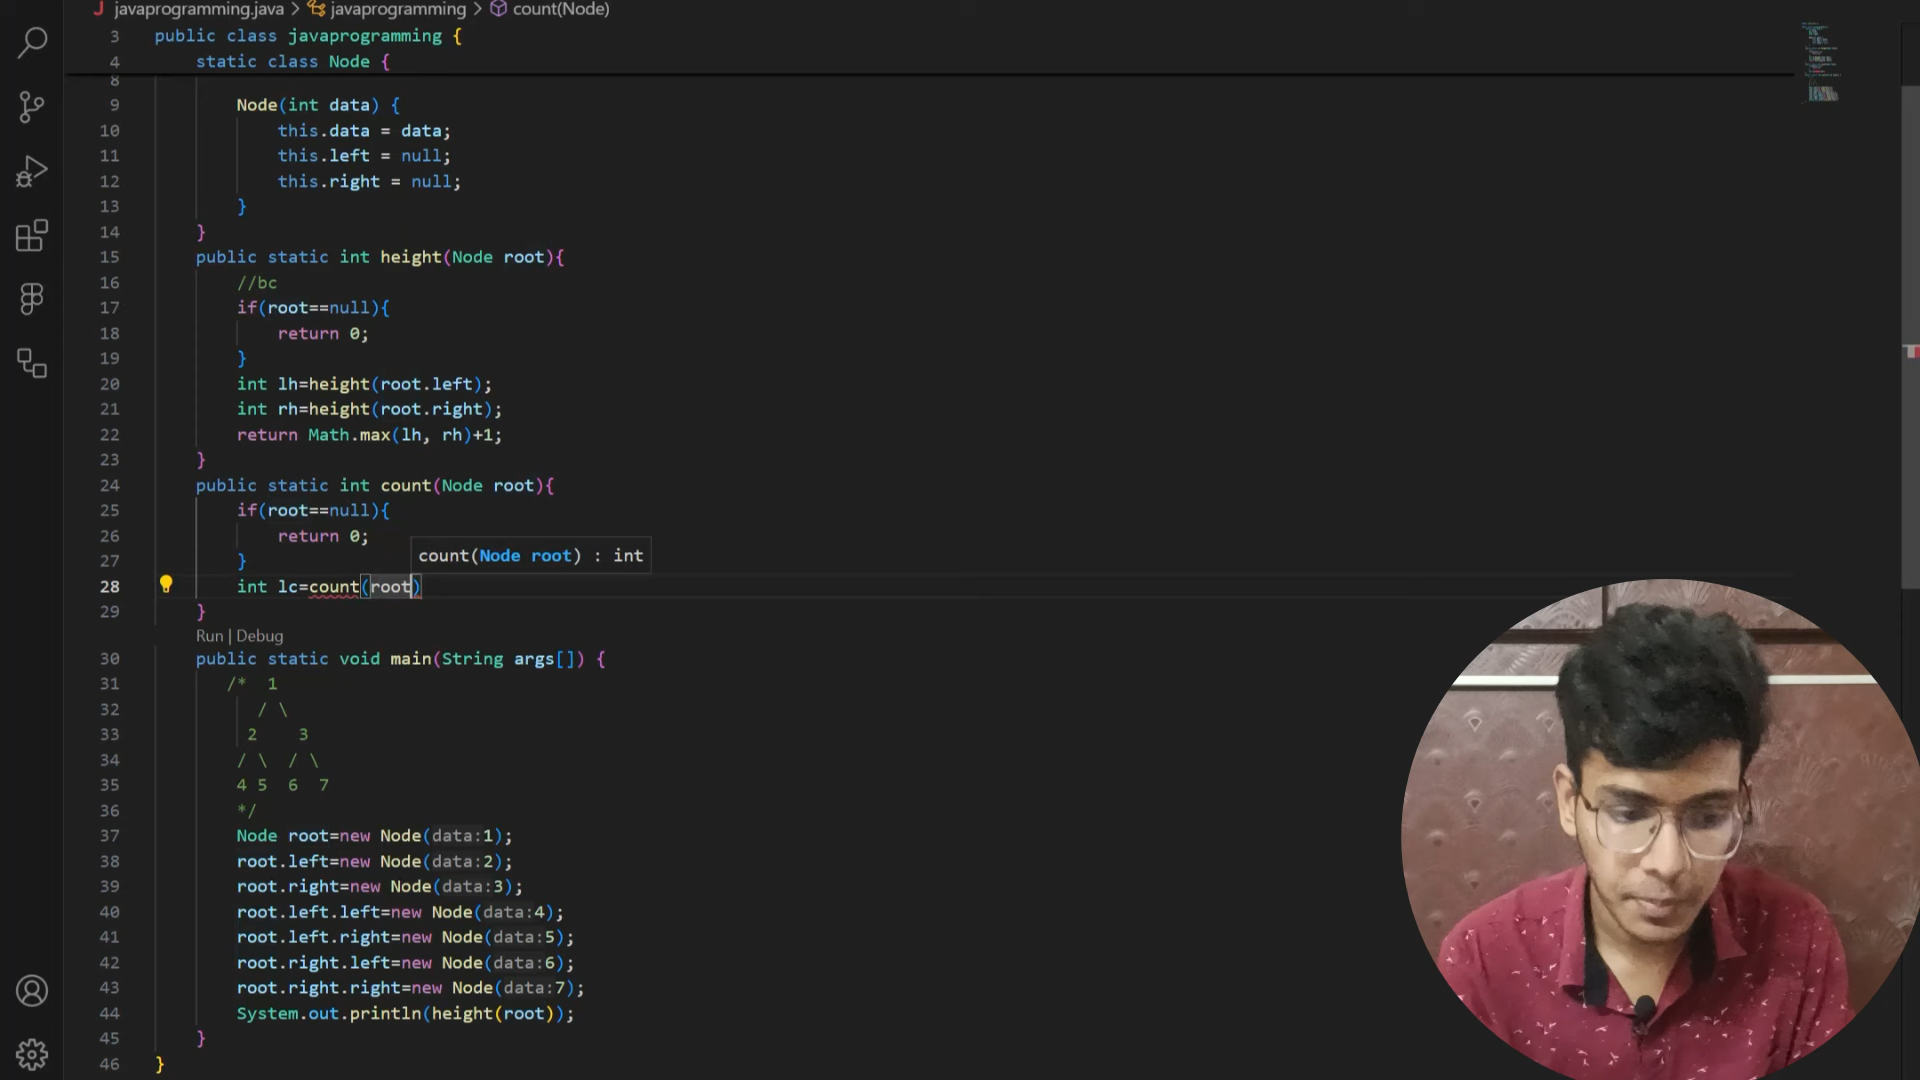 J javaprogramming.java > javaprogramming > count(Node)
3 public class javaprogramming {
4 static class Node {
8
9 Node(int data) {
10 this.data = data;
11 this.left = null;
12 this.right = null;
13 }
14 }
15 public static int height(Node root){
16 //bc
17 if(root==null){
18 return 0;
19 }
20 int lh=height(root.left);
21 int rh=height(root.right);
22 return Math.max(lh, rh)+1;
23 }
24 public static int count(Node root){
25 if(root==null){
26 return 0;
count(Node root) : int
27 }
28 int lc=count(root)
29 }
Run | Debug
30 public static void main(String args[]) {
31 /* 1
32 / \
33 2 3
34 / \ / \
35 4 5 6 7
36 */
37 Node root=new Node(data:1);
38 root.left=new Node(data:2);
39 root.right=new Node(data:3);
40 root.left.left=new Node(data:4);
41 root.left.right=new Node(data:5);
42 root.right.left=new Node(data:6);
43 root.right.right=new Node(data:7);
44 System.out.println(height(root));
45 }
46 }